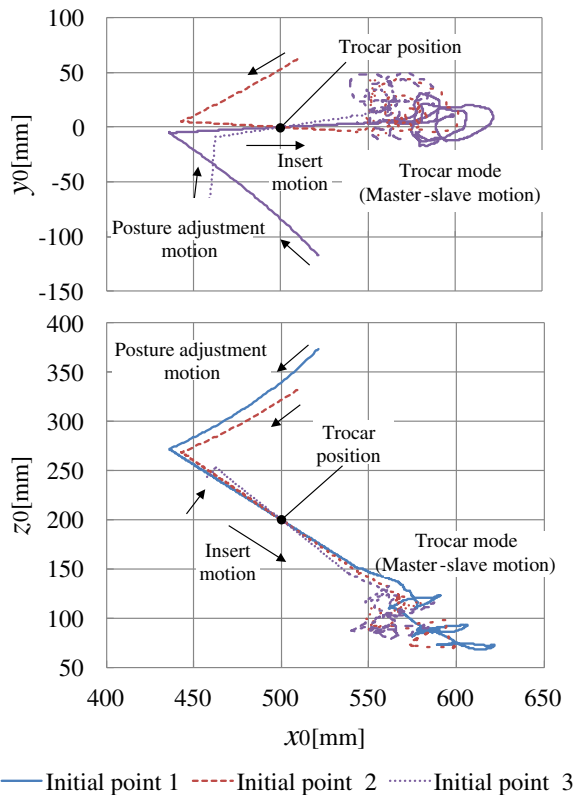 100
50
0
-50
-100
-150
y0[mm]
Trocar position
Insert
motion
Trocar mode
(Master-slave motion)
Posture adjustment
motion
400
350
300
250
200
150
100
50
z0[mm]
Posture adjustment
motion
Trocar
position
Insert
motion
Trocar mode
(Master-slave motion)
400 450 500 550 600 650
x0[mm]
Initial point 1 Initial point 2 Initial point 3